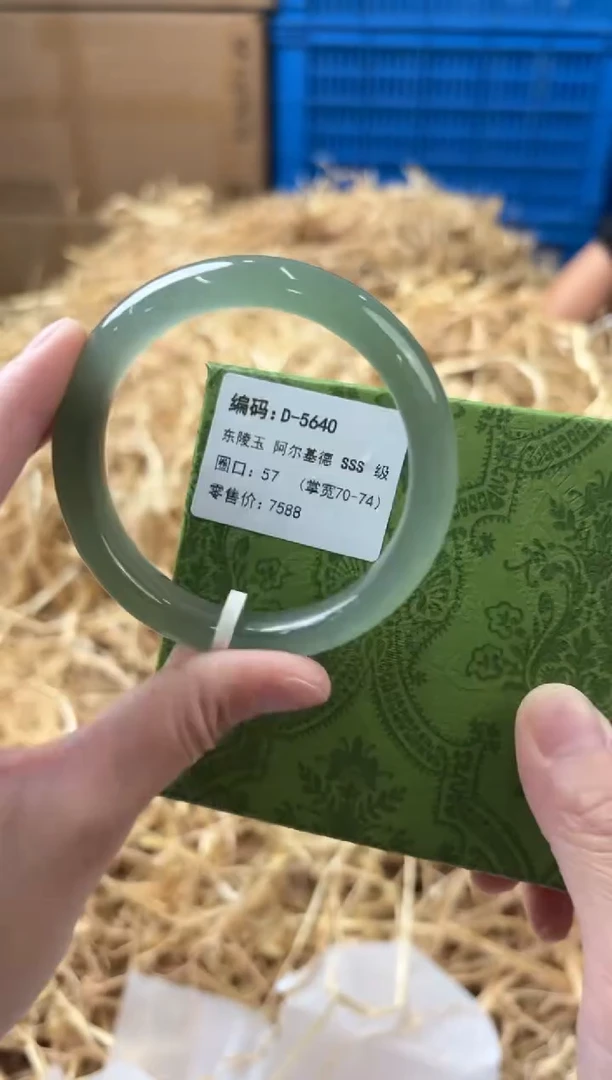 编码:D-5640
东陵玉 阿尔基德 SSS 级
圈口:57 (掌宽70-74)
零售价:7588